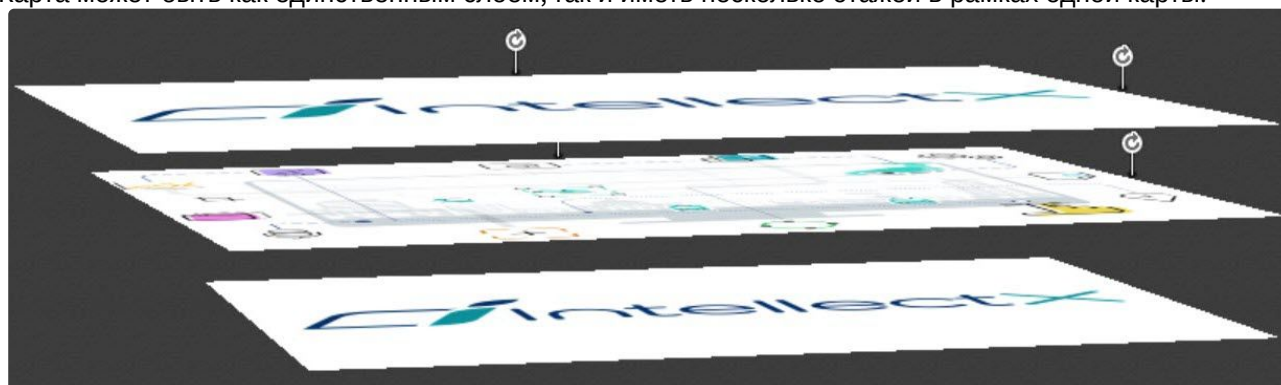 Карта может быть как единственным слоем, так и иметь несколько этажей в рамках одной карты.
intellectX
intellectX